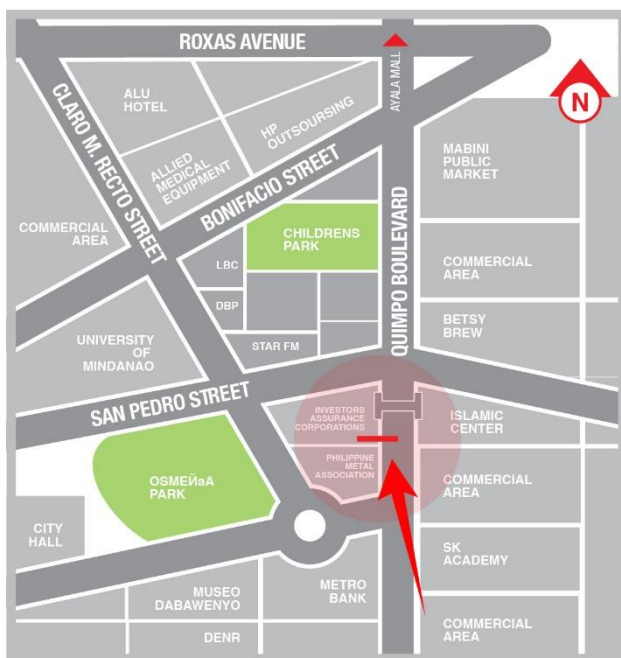 ROXAS AVENUE
AYALA MALL
N
CLARO M. RECTO STREET
ALU
HOTEL
HP
OUTSOURSING
ALLIED
MEDICAL
EQUIPMENT
BONIFACIO STREET
MABINI
PUBLIC
MARKET
COMMERCIAL
AREA
CHILDRENS
PARK
LBC
QUIMPO BOULEVARD
COMMERCIAL
AREA
DBP
BETSY
BREW
UNIVERSITY
OF
MINDANAO
STAR FM
SAN PEDRO STREET
INVESTORS
ASSURANCE
CORPORATIONS
ISLAMIC
CENTER
PHILIPPINE
METAL
ASSOCIATION
OSMEЙaA
PARK
COMMERCIAL
AREA
CITY
HALL
SK
ACADEMY
MUSEO
DABAWENYO
METRO
BANK
DENR
COMMERCIAL
AREA